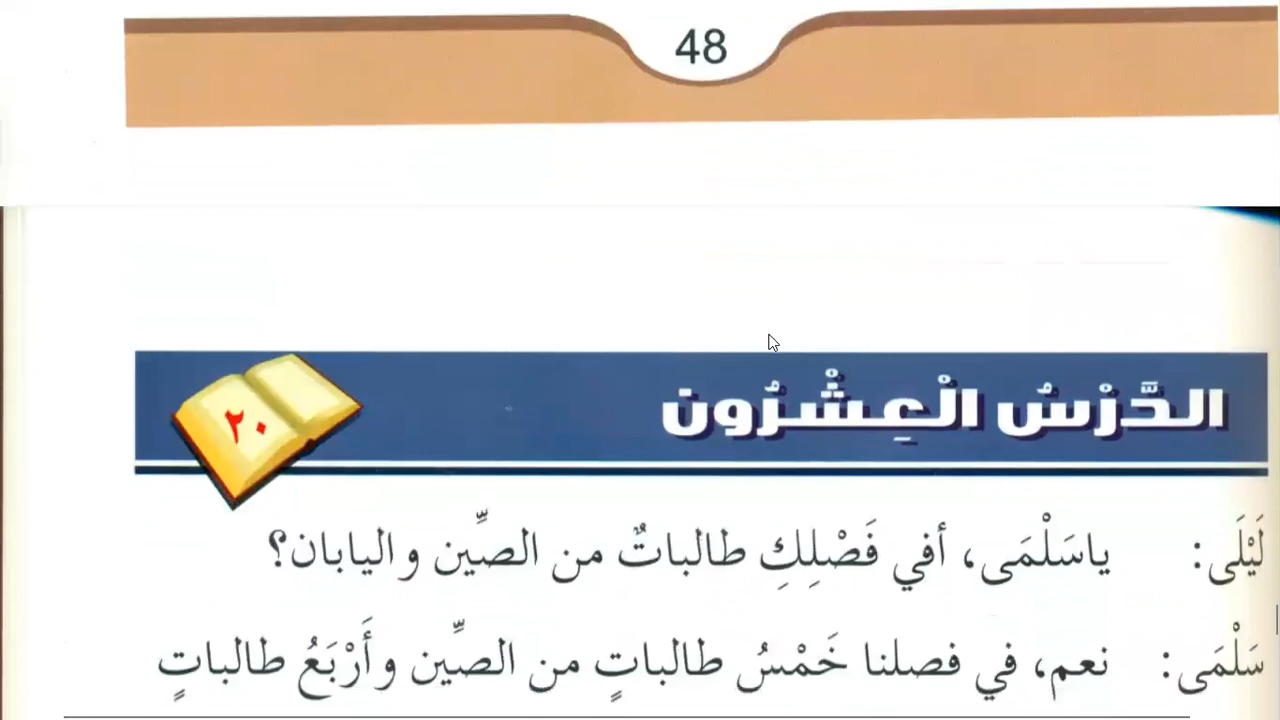 48
الدَّرْسُ الْعِشْرُون
٢٠
لَيْلَى: ياسَلْمَى، أفي فَصْلِكِ طالباتٌ من الصِّين واليابان؟
سَلْمَى: نعم، في فصلنا خَمْسُ طالباتٍ من الصِّين وأَرْبَعُ طالباتٍ